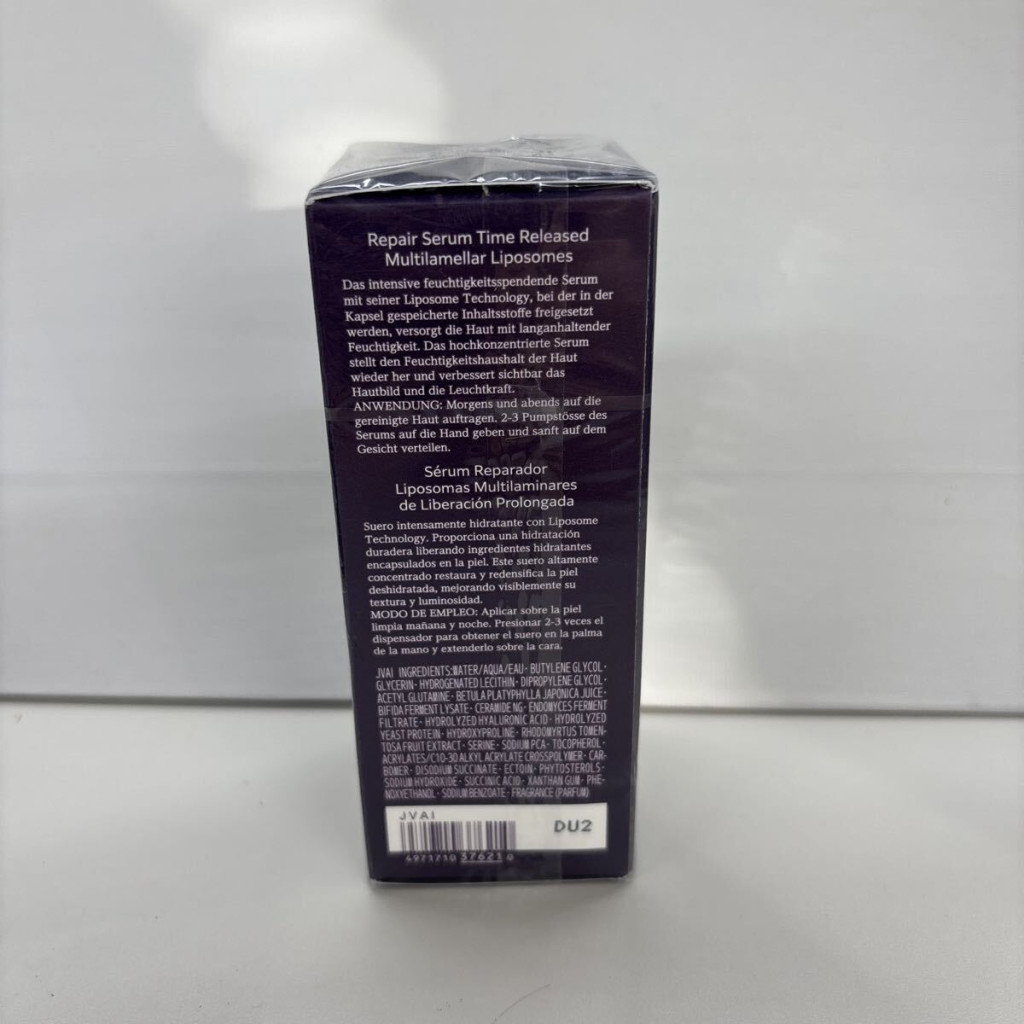 Repair Serum Time Released
Multilamellar Liposomes
Das intensive feuchtigkeitsspendende Serum
mit seiner Liposome Technology, bei der in der
Kapsel gespeicherte Inhaltsstoffe freigesetzt
werden, versorgt die Haut mit langanhaltender
Feuchtigkeit. Das hochkonzentrierte Serum
stellt den Feuchtigkeitshaushalt der Haut
wieder her und verbessert sichtbar das
Hautbild und die Leuchtkraft.
ANWENDUNG: Morgens und abends auf die
gereinigte Haut auftragen. 2-3 Pumpstösse des
Serums auf die Hand geben und sanft auf dem
Gesicht verteilen.
Sérum Reparador
Liposomas Multilaminares
de Liberación Prolongada
Suero intensamente hidratante con Liposome
Technology. Proporciona una hidratación
duradera liberando ingredientes hidratantes
encapsulados en la piel. Este suero altamente
concentrado restaura y redensifica la piel
deshidratada, mejorando visiblemente su
textura y luminosidad.
MODO DE EMPLEO: Aplicar sobre la piel
limpia mañana y noche. Presionar 2-3 veces el
dispensador para obtener el suero en la palma
de la mano y extenderlo sobre la cara.
JVAI INGREDIENTS:WATER/AQUA/EAU· BUTYLENE GLYCOL·
GLYCERIN· HYDROGENATED LECITHIN· DIPROPYLENE GLYCOL·
ACETYL GLUTAMINE· BETULA PLATYPHYLLA JAPONICA JUICE·
BIFIDA FERMENT LYSATE· CERAMIDE NG· ENDOMYCES FERMENT
FILTRATE· HYDROLYZED HYALURONIC ACID· HYDROLYZED
YEAST PROTEIN· HYDROXYPROLINE· RHODOMYRTUS TOMEN-
TOSA FRUIT EXTRACT· SERINE· SODIUM PCA· TOCOPHEROL·
ACRYLATES/C10-30 ALKYL ACRYLATE CROSSPOLYMER· CAR-
BOMER· DISODIUM SUCCINATE· ECTOIN· PHYTOSTEROLS·
SODIUM HYDROXIDE· SUCCINIC ACID· XANTHAN GUM· PHE-
NOXYETHANOL· SODIUM BENZOATE· FRAGRANCE (PARFUM)
JVAI
DU2
4971710 376210